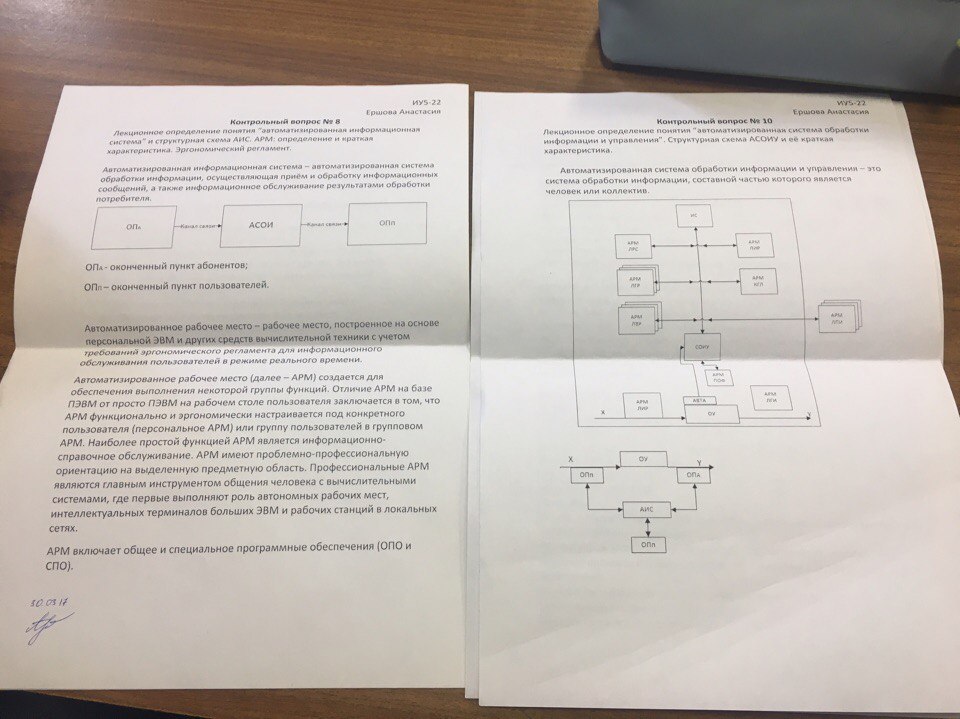 ИУ5-22
Ершова Анастасия
Контрольный вопрос № 8
Лекционное определение понятия "автоматизированная информационная
система" и структурная схема АИС. АРМ: определение и краткая
характеристика. Эргономический регламент.
Автоматизированная информационная система – автоматизированная система
обработки информации, осуществляющая приём и обработку информационных
сообщений, а также информационное обслуживание результатами обработки
потребителя.
ОПА
Канал связи
АСОИ
Канал связи
ОПП
ОПА - оконченный пункт абонентов;
ОПП – оконченный пункт пользователей.
Автоматизированное рабочее место – рабочее место, построенное на основе
персональной ЭВМ и других средств вычислительной техники с учетом
требований эргономического регламента для информационного
обслуживания пользователей в режиме реального времени.
Автоматизированное рабочее место (далее – АРМ) создается для
обеспечения выполнения некоторой группы функций. Отличие АРМ на базе
ПЭВМ от просто ПЭВМ на рабочем столе пользователя заключается в том, что
АРМ функционально и эргономически настраивается под конкретного
пользователя (персональное АРМ) или группу пользователей в групповом
АРМ. Наиболее простой функцией АРМ является информационно-
справочное обслуживание. АРМ имеют проблемно-профессиональную
ориентацию на выделенную предметную область. Профессиональные АРМ
являются главным инструментом общения человека с вычислительными
системами, где первые выполняют роль автономных рабочих мест,
интеллектуальных терминалов больших ЭВМ и рабочих станций в локальных
сетях.
АРМ включает общее и специальное программные обеспечения (ОПО и
СПО).
30.03.17
ИУ5-22
Ершова Анастасия
Контрольный вопрос № 10
Лекционное определение понятия "автоматизированная система обработки
информации и управления". Структурная схема АСОИУ и её краткая
характеристика.
Автоматизированная система обработки информации и управления – это
система обработки информации, составной частью которого является
человек или коллектив.
ИС
АРМ
ЛРС
АРМ
ЛИР
АРМ
ЛГР
АРМ
КГП
АРМ
ЛВР
АРМ
ЛПИ
СОИУ
АРМ
ПОФ
АРМ
ЛИР
АВТА
АРМ
ЛГИ
X
ОУ
Y
X
ОУ
Y
ОПП
ОПА
АИС
ОПП